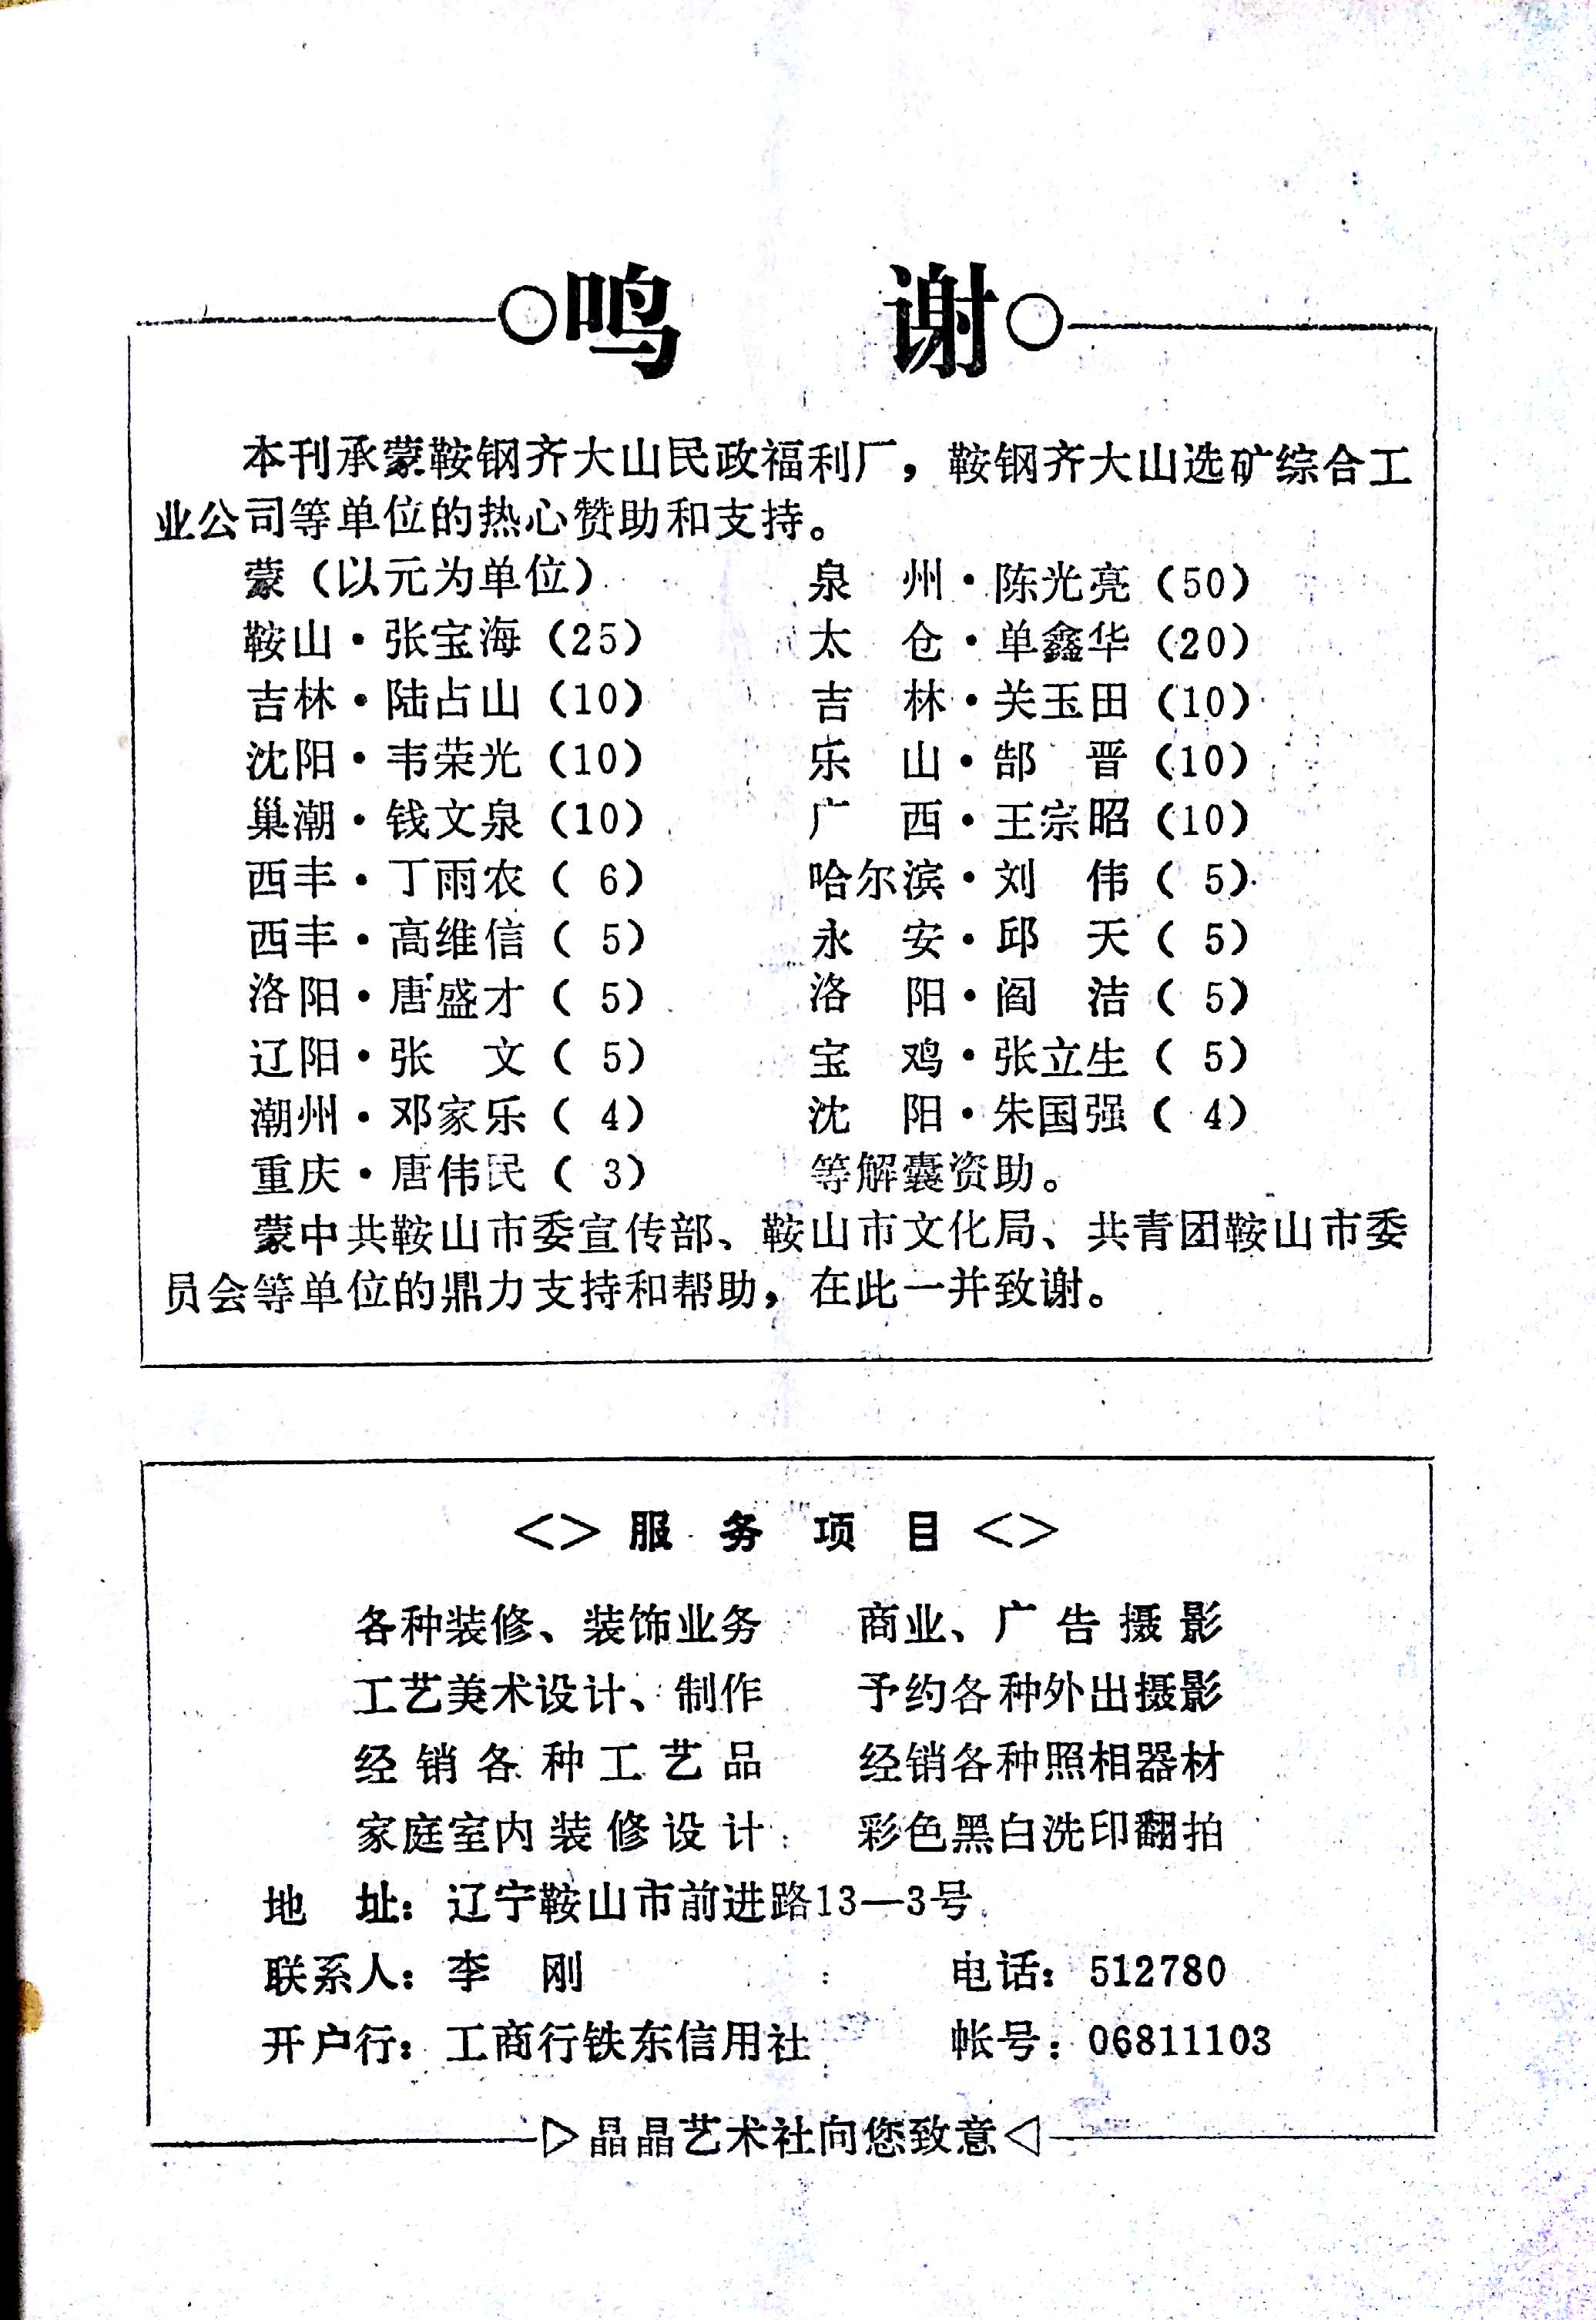 鸣 谢
本刊承蒙鞍钢齐大山民政福利厂，鞍钢齐大山选矿综合工
业公司等单位的热心赞助和支持。
蒙（以元为单位） 泉 州·陈光亮（50）
鞍山·张宝海（25） 太 仓·单鑫华（20）
吉林·陆占山（10） 吉 林·关玉田（10）
沈阳·韦荣光（10） 乐 山·郜 晋（10）
巢潮·钱文泉（10） 广 西·王宗昭（10）
西丰·丁雨农（ 6） 哈尔滨·刘 伟（ 5）
西丰·高维信（ 5） 永 安·邱 天（ 5）
洛阳·唐盛才（ 5） 洛 阳·阎 洁（ 5）
辽阳·张 文（ 5） 宝 鸡·张立生（ 5）
潮州·邓家乐（ 4） 沈 阳·朱国强（ 4）
重庆·唐伟民（ 3） 等解囊资助。
蒙中共鞍山市委宣传部、鞍山市文化局、共青团鞍山市委
员会等单位的鼎力支持和帮助，在此一并致谢。
<>服 务 项 目<>
各种装修、装饰业务 商业、广告摄影
工艺美术设计、制作 予约各种外出摄影
经销各种工艺品 经销各种照相器材
家庭室内装修设计 彩色黑白洗印翻拍
地 址：辽宁鞍山市前进路13—3号
联系人：李 刚 电话：512780
开户行：工商行铁东信用社 帐号：06811103
▷晶晶艺术社向您致意◁